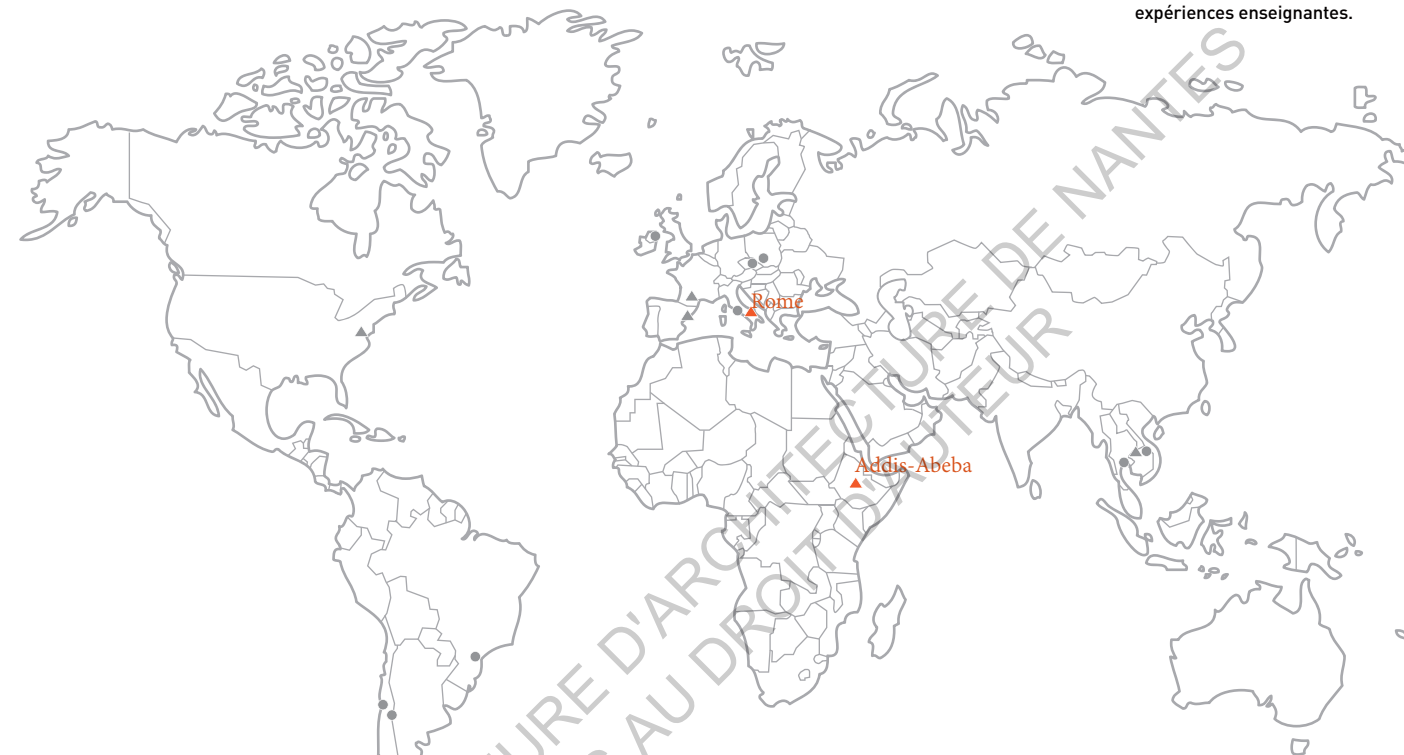 expériences enseignantes.
Rome
Addis-Abeba
URE D'ARCHITECTURE DE NANTES
AU DROIT D'AUTEUR